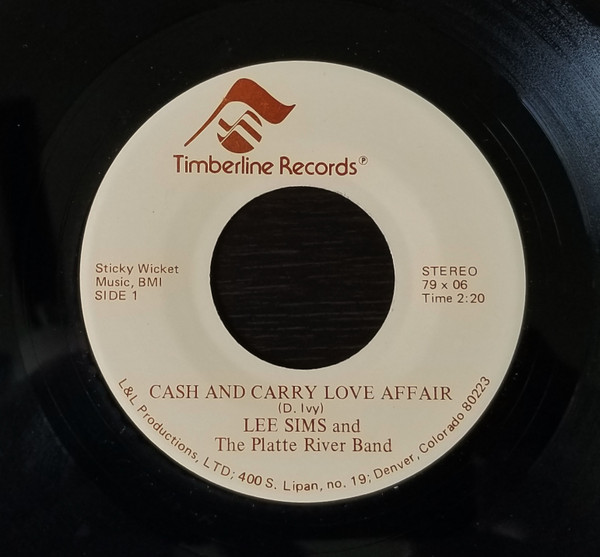 Timberline Records℗
Sticky Wicket
Music, BMI
SIDE 1
STEREO
79 x 06
Time 2:20
CASH AND CARRY LOVE AFFAIR
(D. Ivy)
LEE SIMS and
The Platte River Band
L&L Productions, LTD; 400 S. Lipan, no. 19; Denver, Colorado 80223